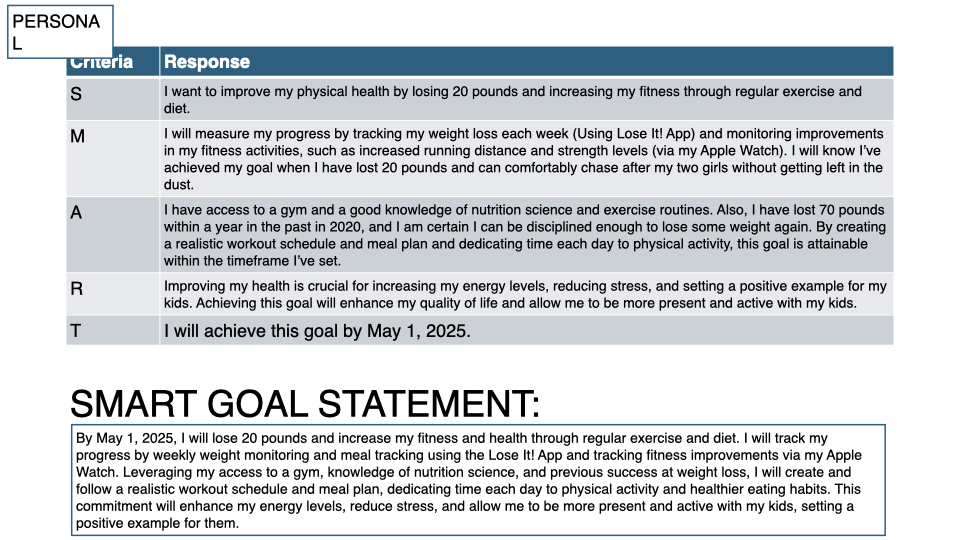 PERSONA
L
Criteria
Response
S
I want to improve my physical health by losing 20 pounds and increasing my fitness through regular exercise and
diet.
M
I will measure my progress by tracking my weight loss each week (Using Lose It! App) and monitoring improvements
in my fitness activities, such as increased running distance and strength levels (via my Apple Watch). I will know I've
achieved my goal when I have lost 20 pounds and can comfortably chase after my two girls without getting left in the
dust.
A
I have access to a gym and a good knowledge of nutrition science and exercise routines. Also, I have lost 70 pounds
within a year in the past in 2020, and I am certain I can be disciplined enough to lose some weight again. By creating
a realistic workout schedule and meal plan and dedicating time each day to physical activity, this goal is attainable
within the timeframe I've set.
R
Improving my health is crucial for increasing my energy levels, reducing stress, and setting a positive example for my
kids. Achieving this goal will enhance my quality of life and allow me to be more present and active with my kids.
T
I will achieve this goal by May 1, 2025.
SMART GOAL STATEMENT:
By May 1, 2025, I will lose 20 pounds and increase my fitness and health through regular exercise and diet. I will track my
progress by weekly weight monitoring and meal tracking using the Lose It! App and tracking fitness improvements via my Apple
Watch. Leveraging my access to a gym, knowledge of nutrition science, and previous success at weight loss, I will create and
follow a realistic workout schedule and meal plan, dedicating time each day to physical activity and healthier eating habits. This
commitment will enhance my energy levels, reduce stress, and allow me to be more present and active with my kids, setting a
positive example for them.